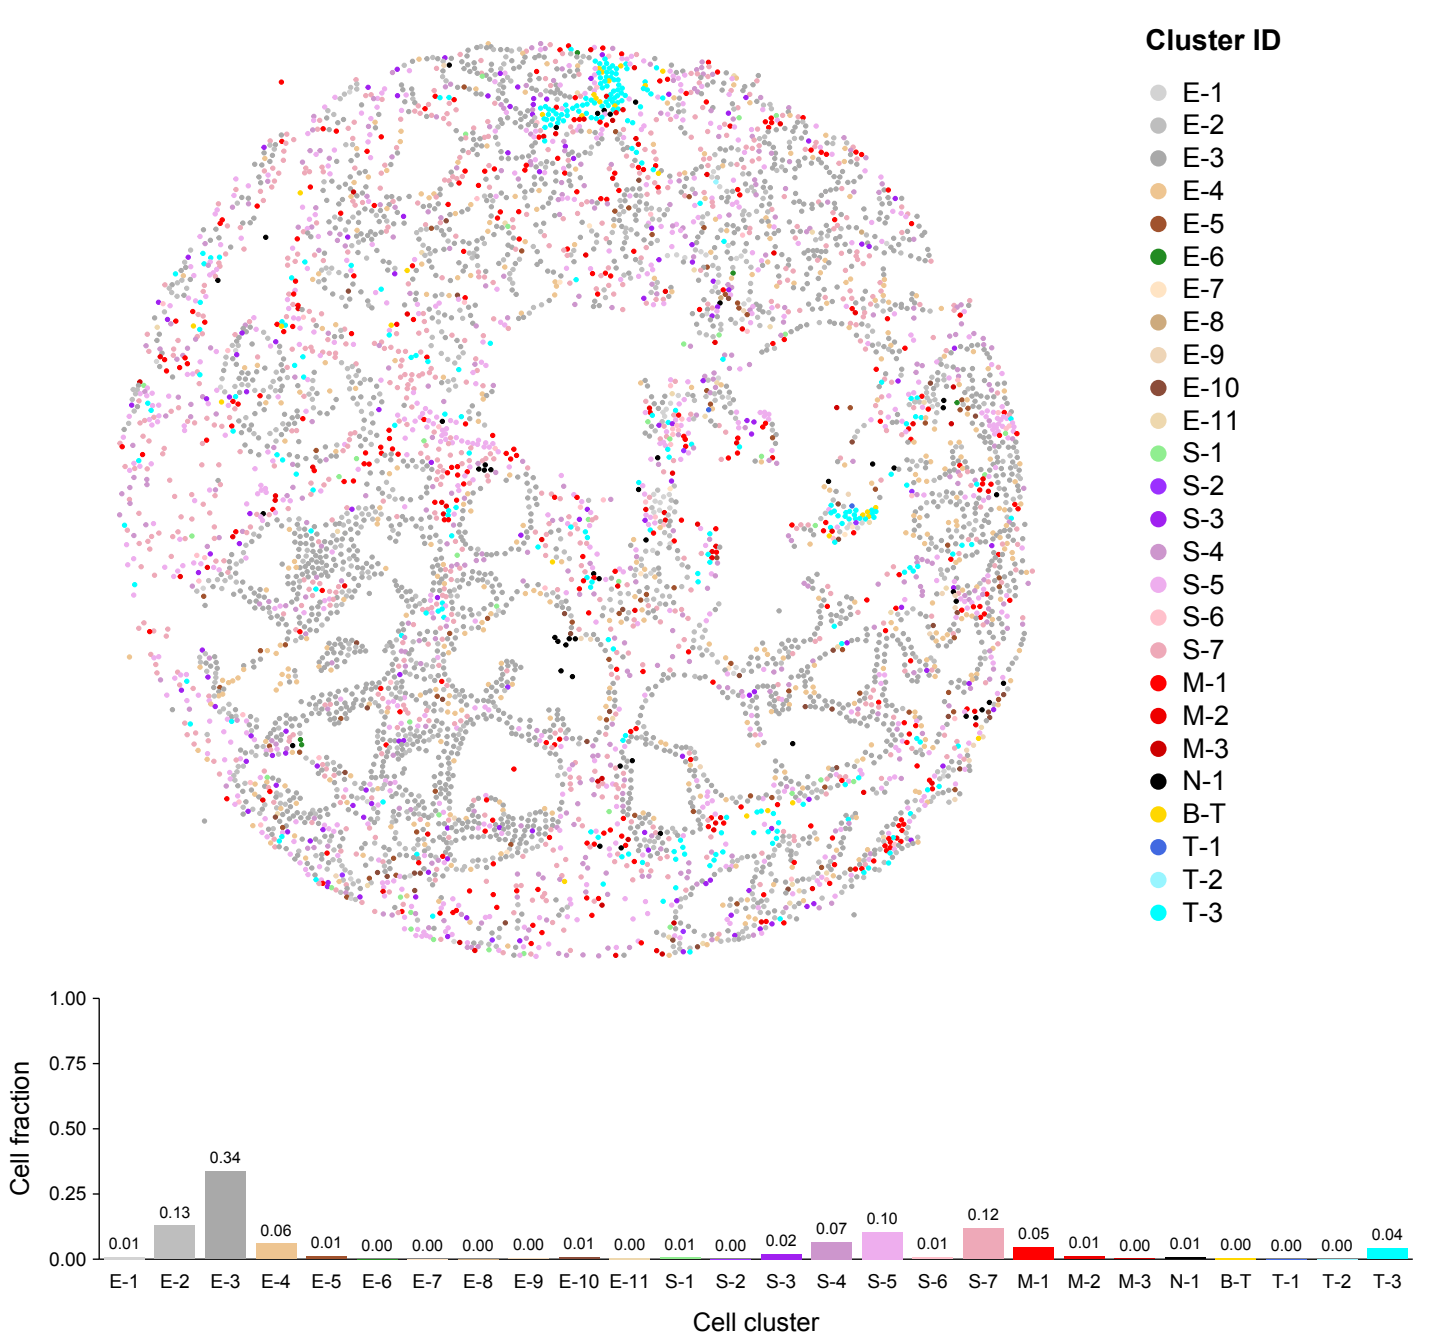 Cluster ID
E-1
E-2
E-3
E-4
E-5
E-6
E-7
E-8
E-9
E-10
E-11
S-1
S-2
S-3
S-4
S-5
S-6
S-7
M-1
M-2
M-3
N-1
B-T
T-1
T-2
T-3
1.00
0.75
0.50
0.25
0.00
Cell fraction
0.01 0.13 0.34 0.06 0.01 0.00 0.00 0.00 0.00 0.01 0.00 0.01 0.00 0.02 0.07 0.10 0.01 0.12 0.05 0.01 0.00 0.01 0.00 0.00 0.00 0.04
E-1 E-2 E-3 E-4 E-5 E-6 E-7 E-8 E-9 E-10 E-11 S-1 S-2 S-3 S-4 S-5 S-6 S-7 M-1 M-2 M-3 N-1 B-T T-1 T-2 T-3
Cell cluster